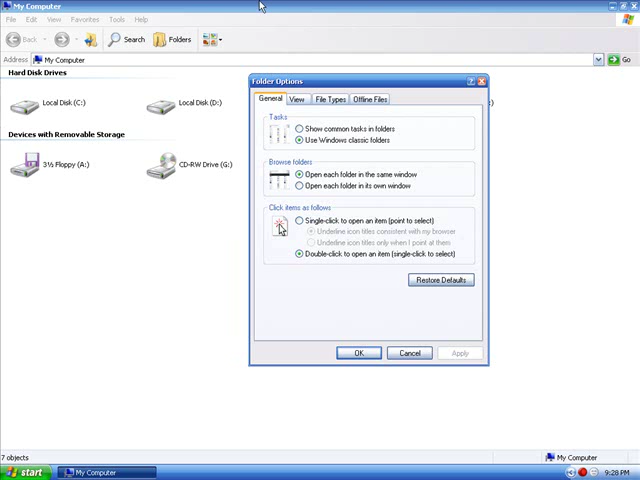 My Computer
File Edit View Favorites Tools Help
Back Search Folders
Address My Computer Go
Hard Disk Drives
Local Disk (C:) Local Disk (D:)
Devices with Removable Storage
3½ Floppy (A:) CD-RW Drive (G:)
Folder Options
General View File Types Offline Files
Tasks
Show common tasks in folders
Use Windows classic folders
Browse folders
Open each folder in the same window
Open each folder in its own window
Click items as follows
Single-click to open an item (point to select)
Underline icon titles consistent with my browser
Underline icon titles only when I point at them
Double-click to open an item (single-click to select)
Restore Defaults
OK Cancel Apply
7 objects My Computer
start My Computer 9:28 PM